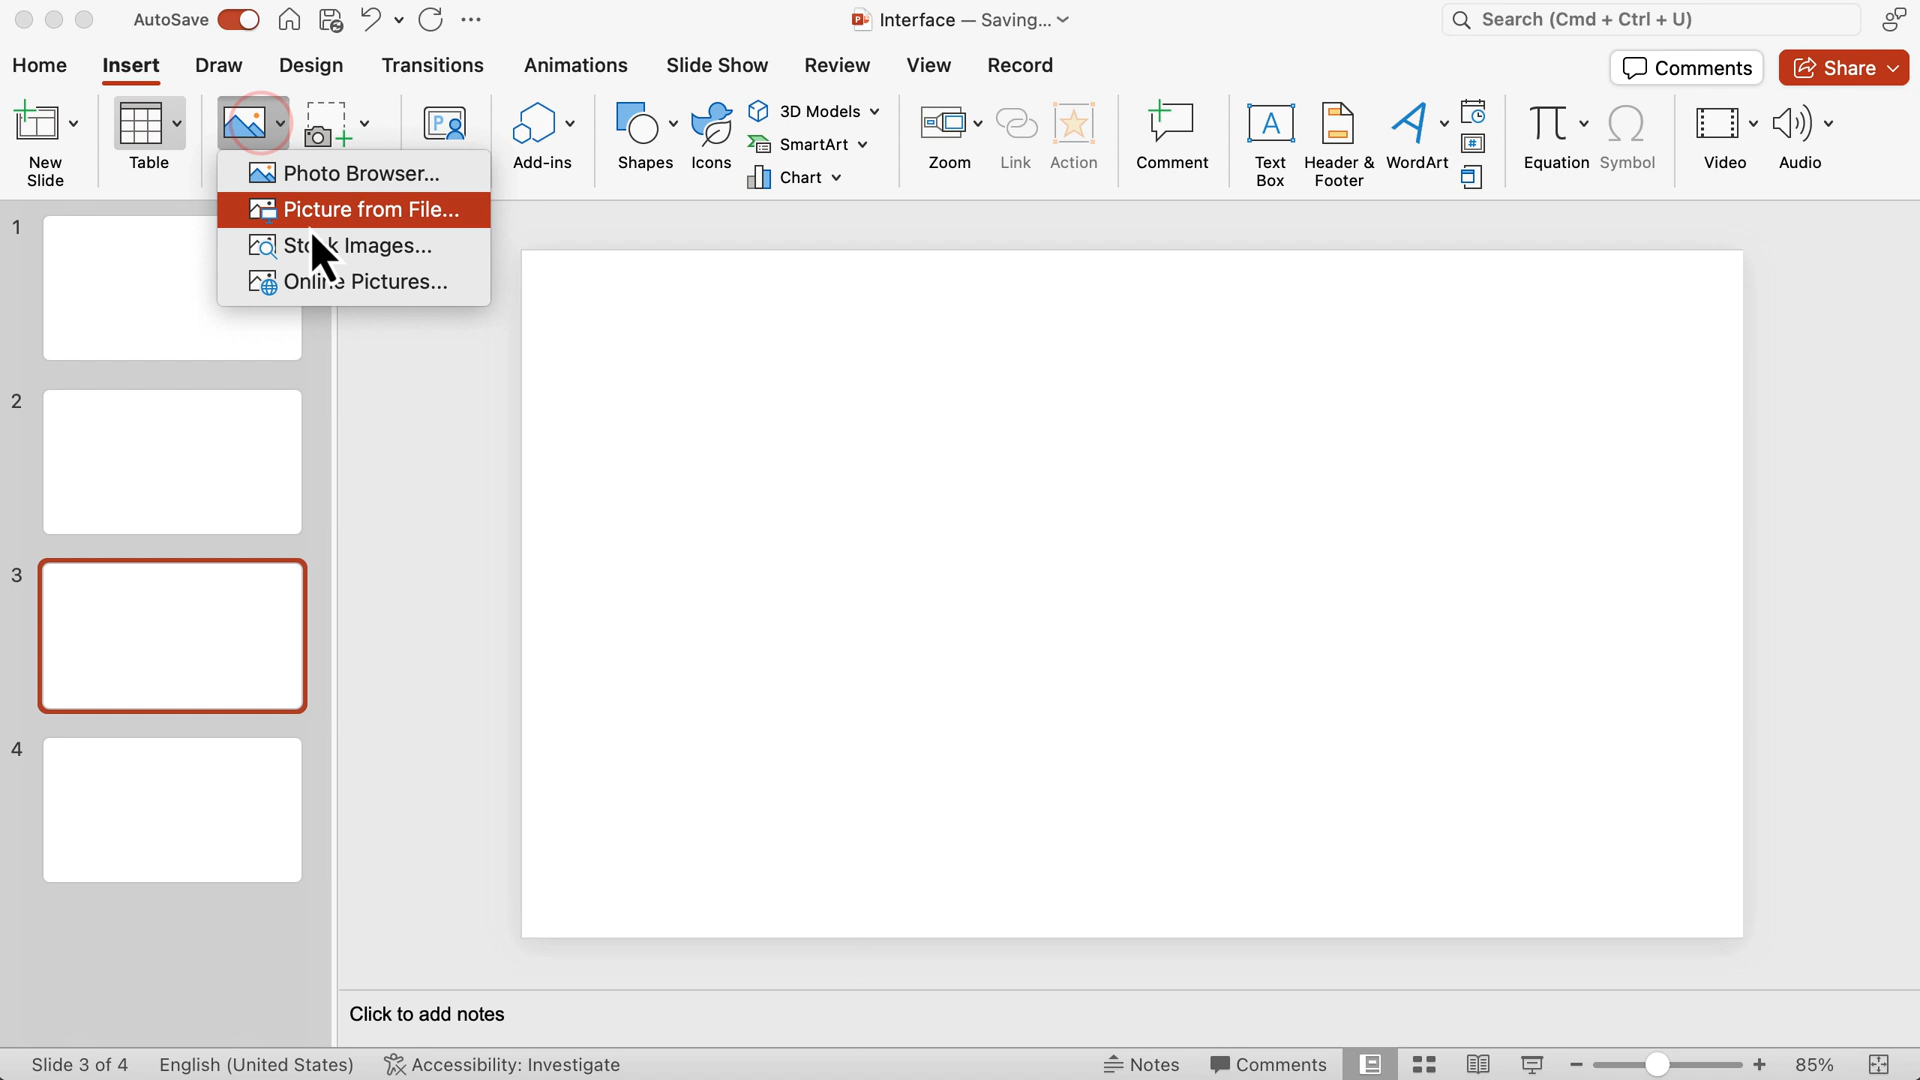 AutoSave
Interface — Saving...
Search (Cmd + Ctrl + U)
Home Insert Draw Design Transitions Animations Slide Show Review View Record
Comments Share
New Slide
Table
Add-ins
Shapes
Icons
3D Models
SmartArt
Chart
Zoom
Link
Action
Comment
Text Box
Header & Footer
WordArt
Equation
Symbol
Video
Audio
Photo Browser...
Picture from File...
Images...
Pictures...
1
2
3
4
Click to add notes
Slide 3 of 4 English (United States) Accessibility: Investigate Notes Comments 85%